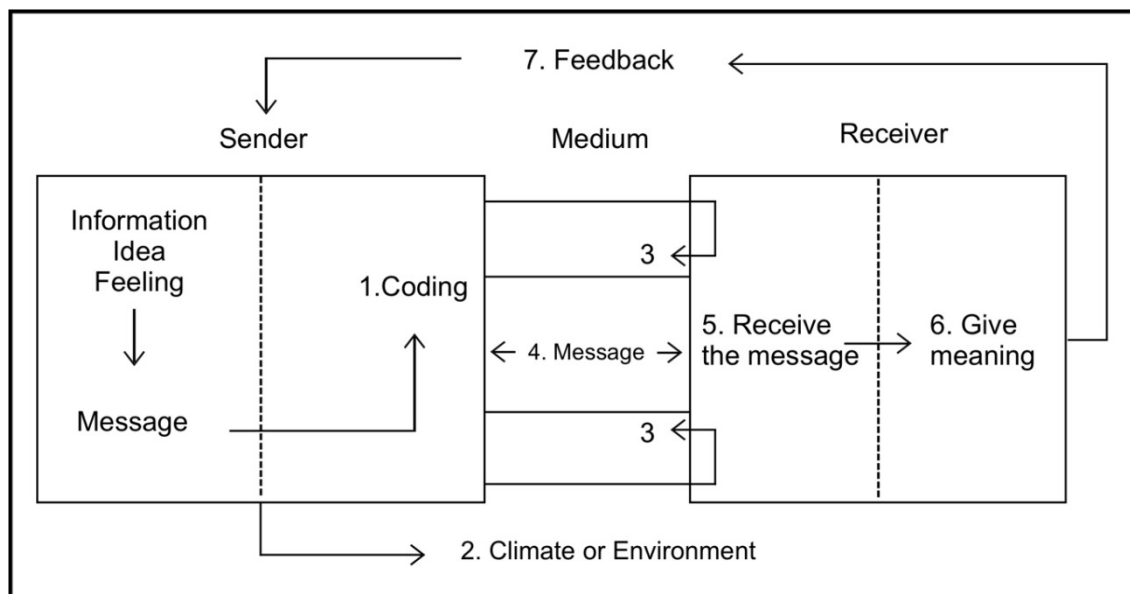 7. Feedback
Sender
Medium
Receiver
Information
Idea
Feeling
Message
1.Coding
3
4. Message
3
5. Receive
the message
6. Give
meaning
2. Climate or Environment